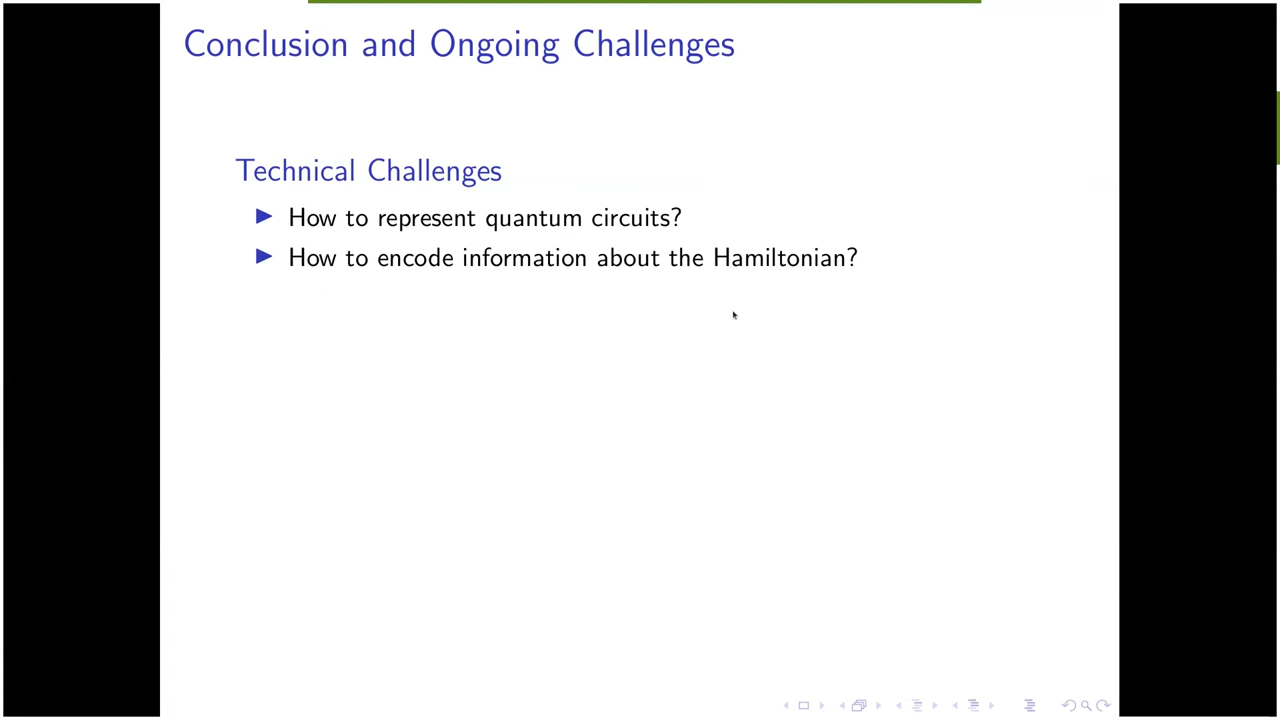 Conclusion and Ongoing Challenges
Technical Challenges
How to represent quantum circuits?
How to encode information about the Hamiltonian?